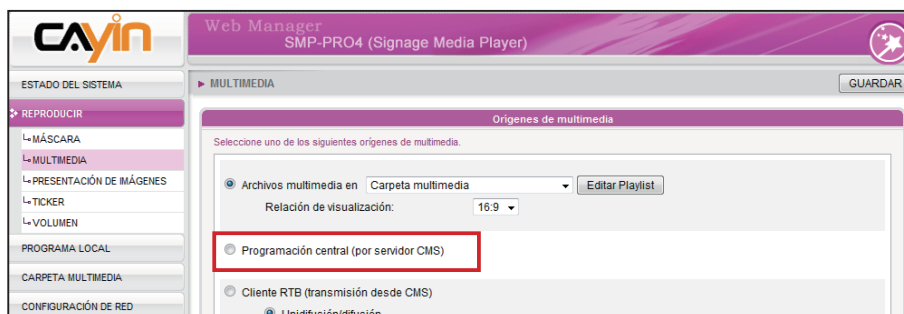 CAYIN
Web Manager
SMP-PRO4 (Signage Media Player)
ESTADO DEL SISTEMA
MULTIMEDIA
GUARDAR
REPRODUCIR
MÁSCARA
MULTIMEDIA
PRESENTACIÓN DE IMÁGENES
TICKER
VOLUMEN
PROGRAMA LOCAL
CARPETA MULTIMEDIA
CONFIGURACIÓN DE RED
Orígenes de multimedia
Seleccione uno de los siguientes orígenes de multimedia.
Archivos multimedia en Carpeta multimedia Editar Playlist
Relación de visualización: 16:9
Programación central (por servidor CMS)
Cliente RTB (transmisión desde CMS)
Unidifusión/difusión